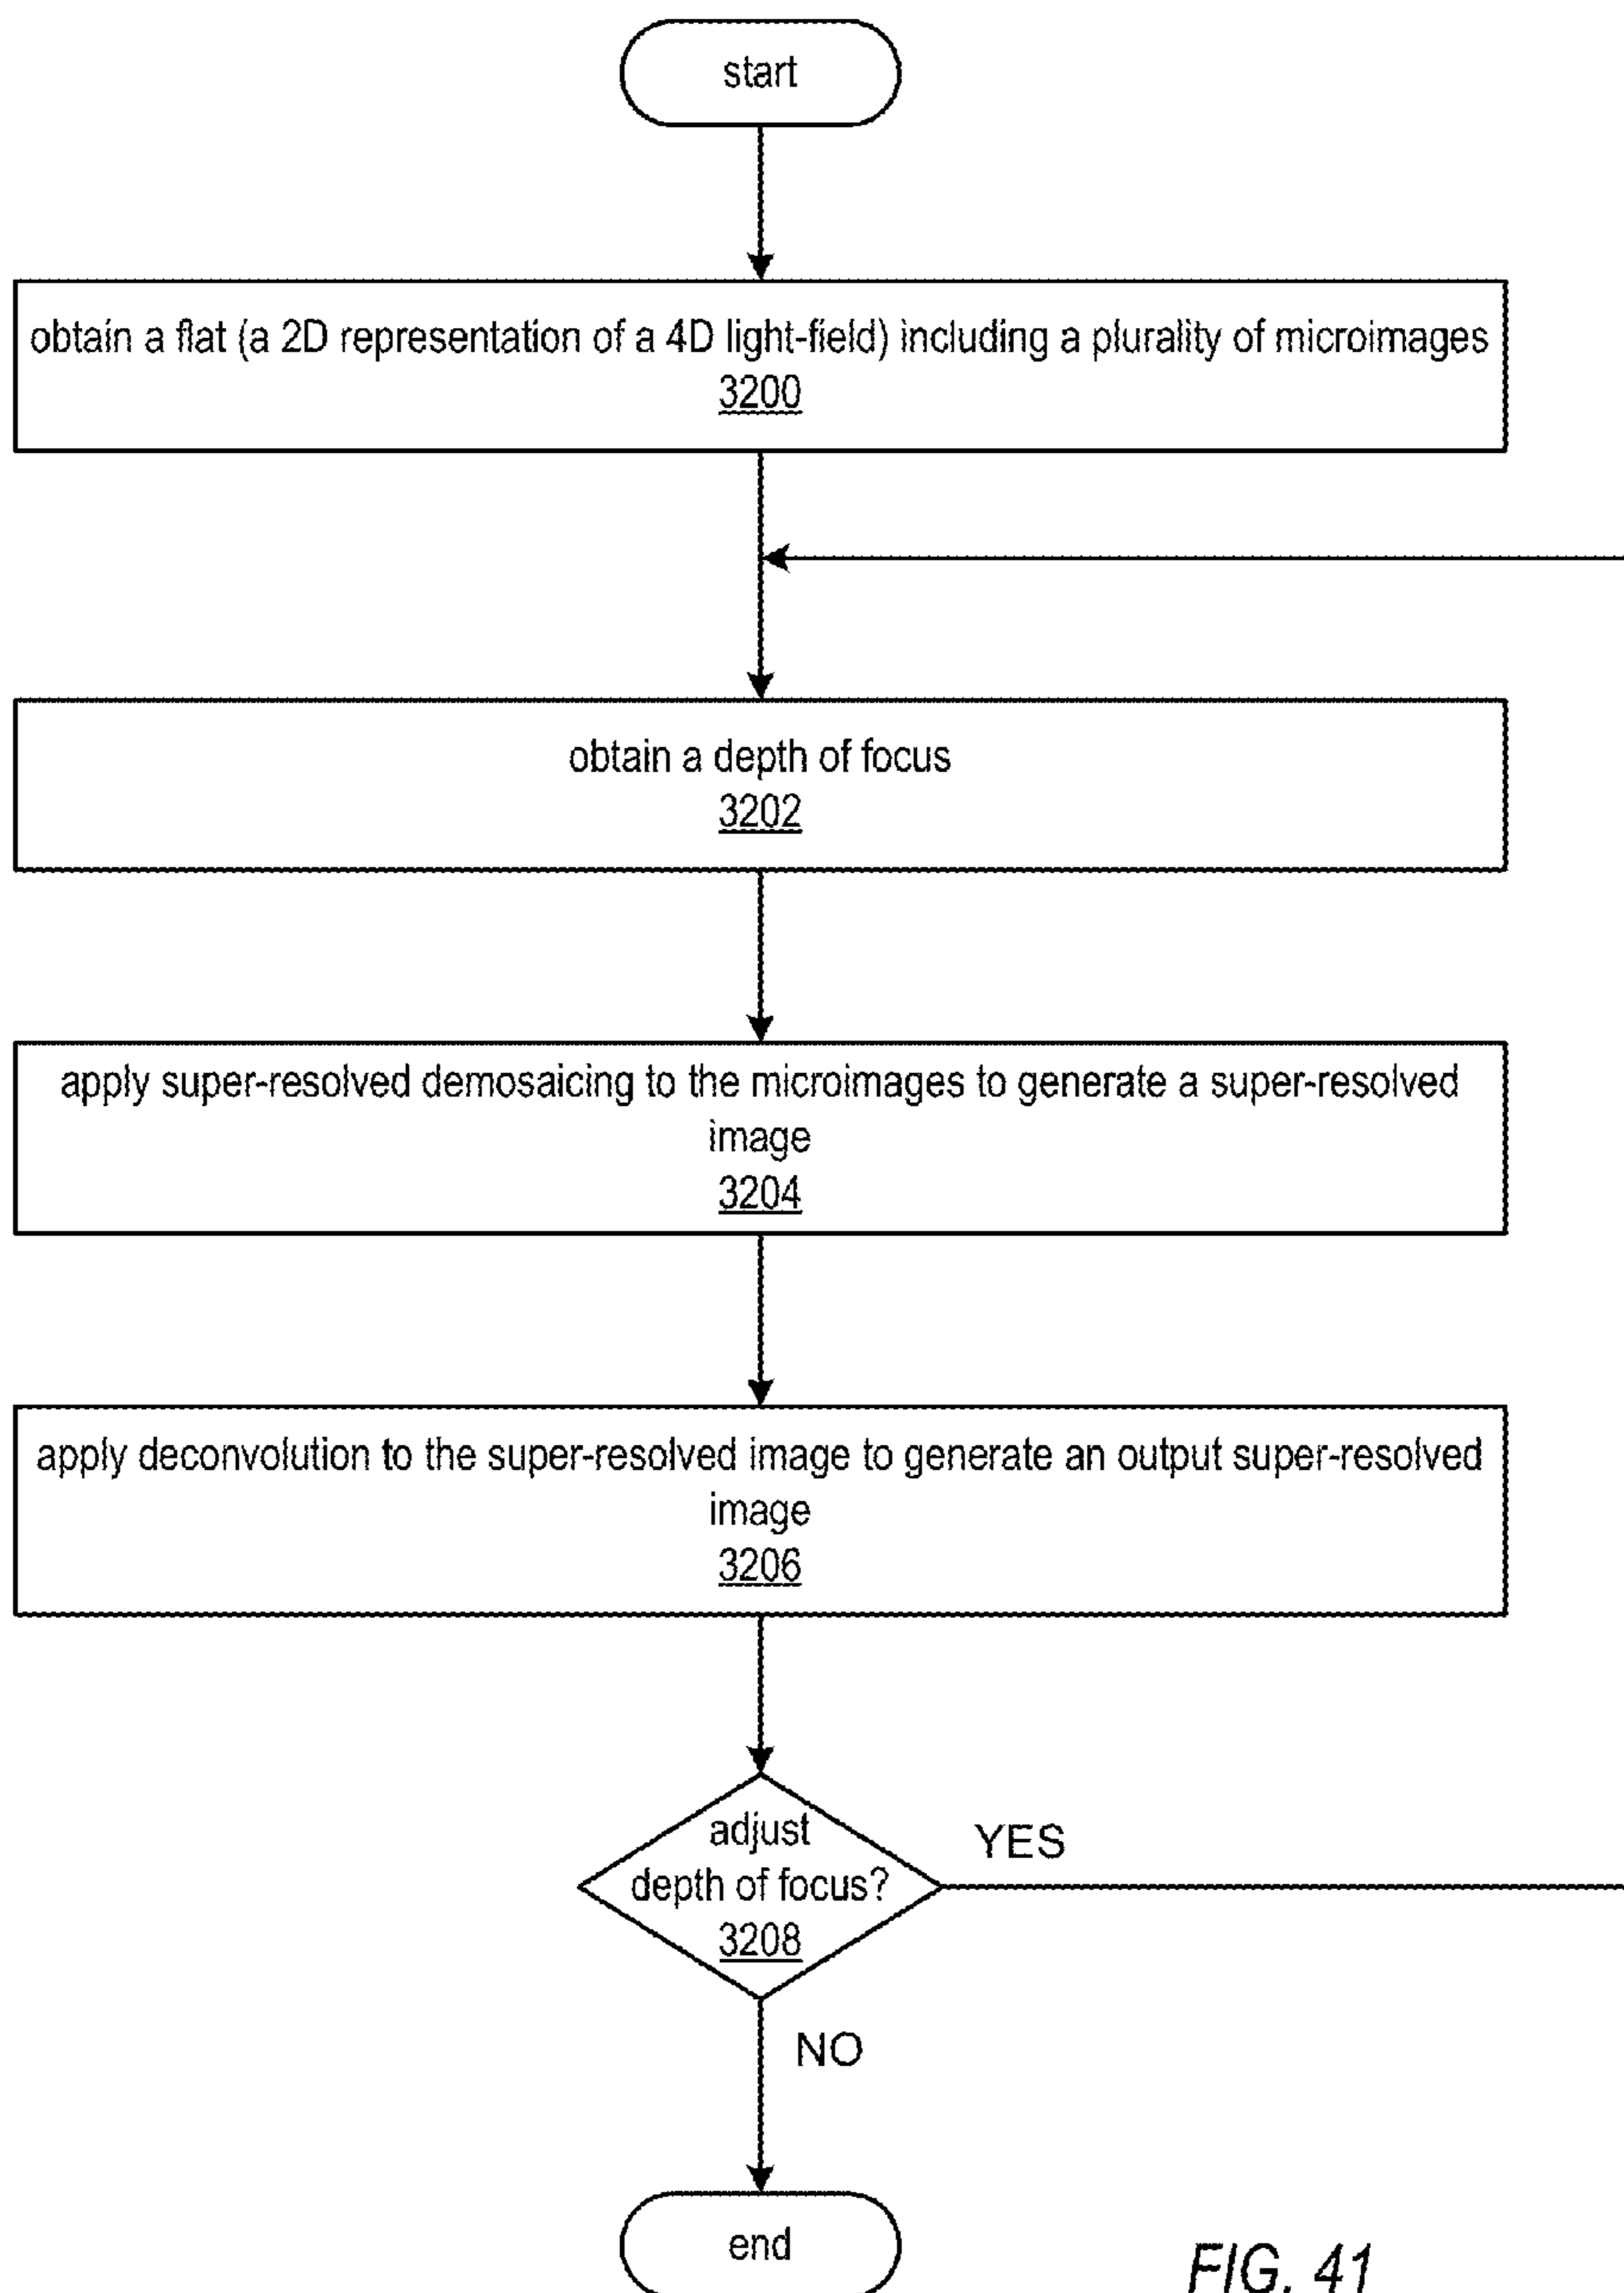 start
obtain a flat (a 2D representation of a 4D light-field) including a plurality of microimages
3200
obtain a depth of focus
3202
apply super-resolved demosaicing to the microimages to generate a super-resolved
image
3204
apply deconvolution to the super-resolved image to generate an output super-resolved
image
3206
adjust
depth of focus?
3208
YES
NO
end
FIG. 41